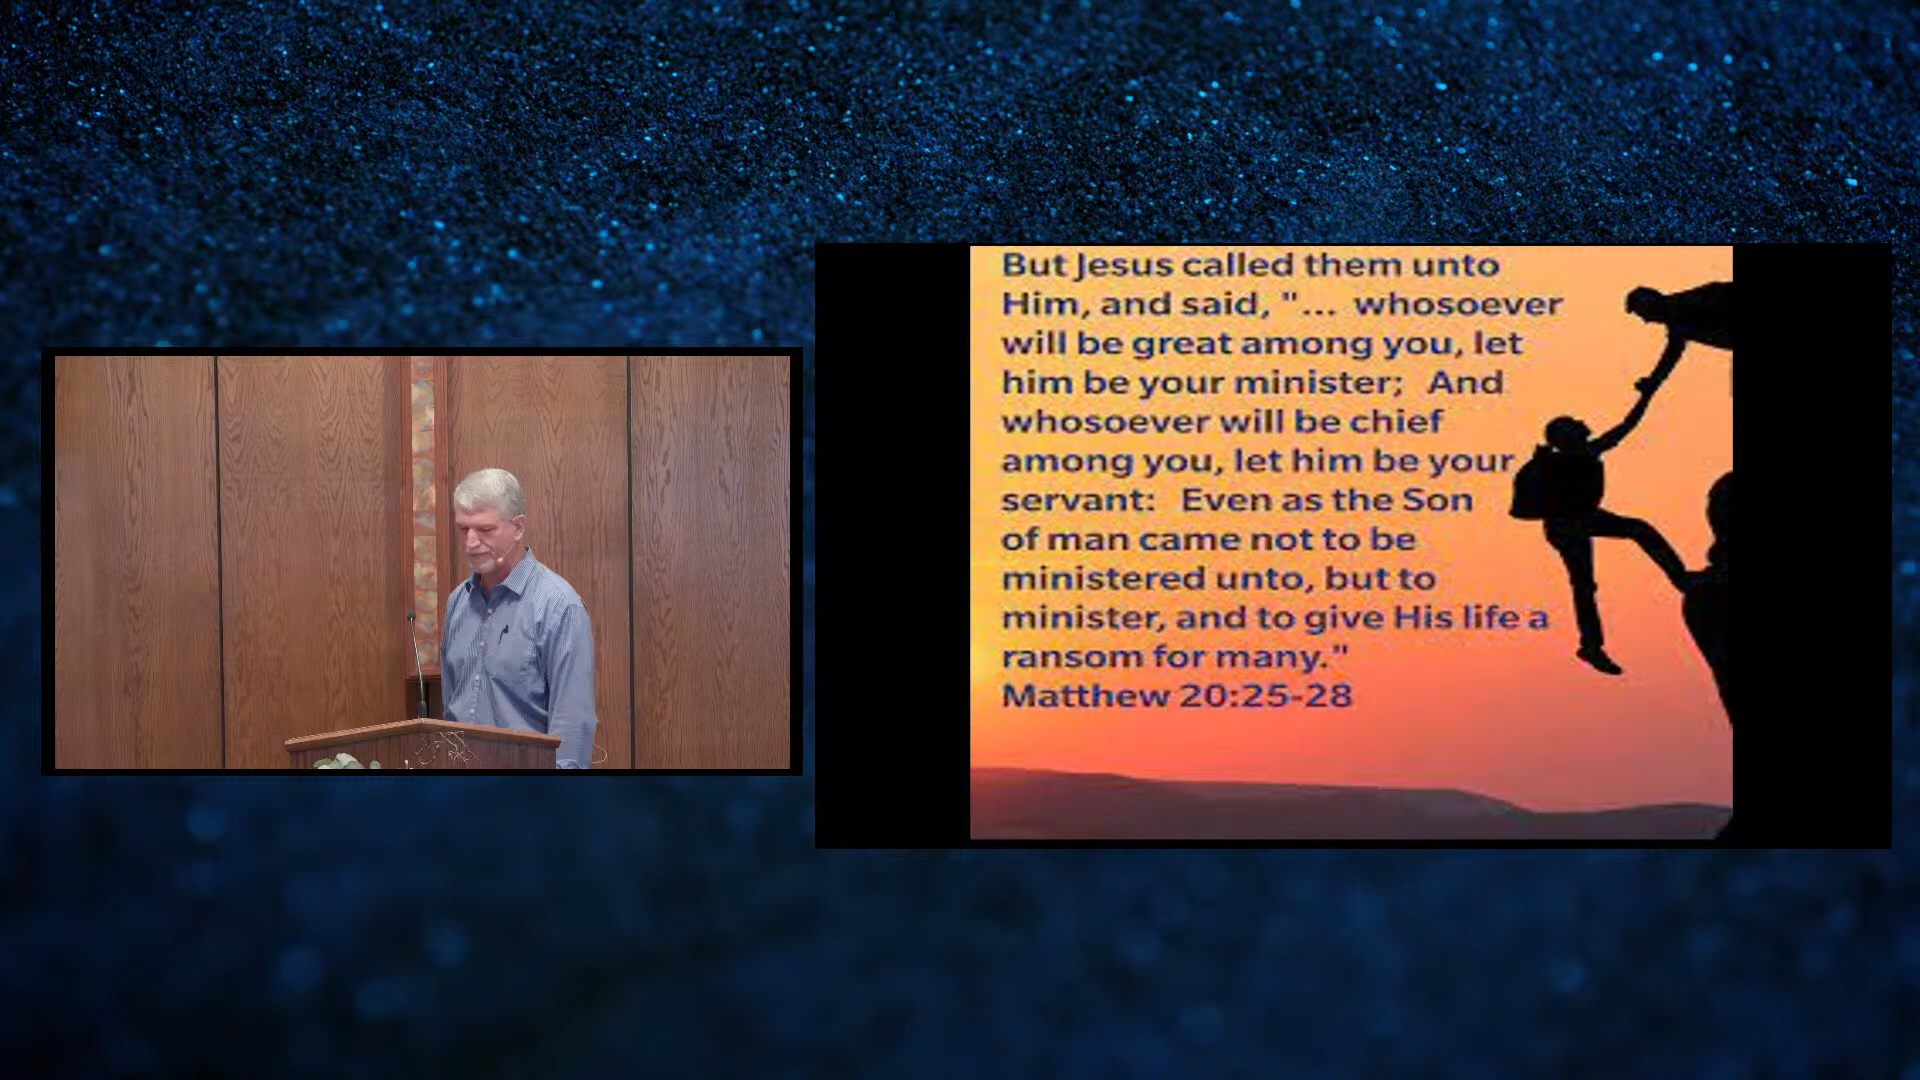 But Jesus called them unto
Him, and said, "... whosoever
will be great among you, let
him be your minister; And
whosoever will be chief
among you, let him be your
servant: Even as the Son
of man came not to be
ministered unto, but to
minister, and to give His life a
ransom for many."
Matthew 20:25-28